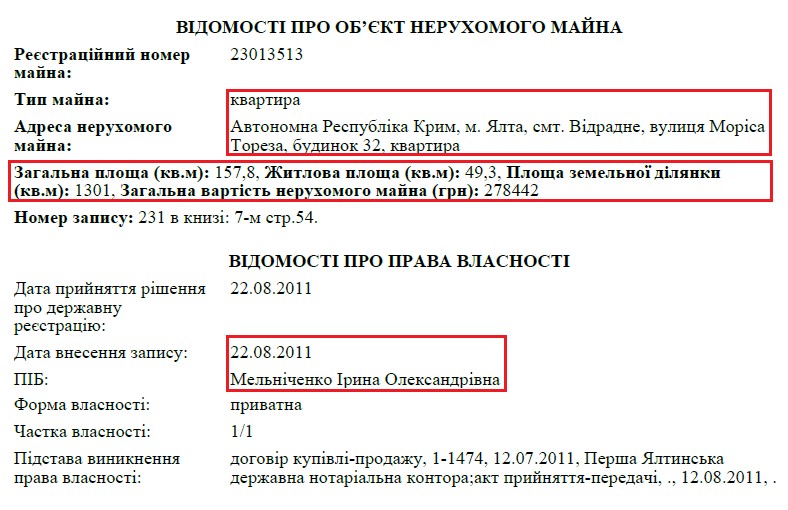 ВІДОМОСТІ ПРО ОБ’ЄКТ НЕРУХОМОГО МАЙНА
Реєстраційний номер майна: 23013513
Тип майна: квартира
Адреса нерухомого майна: Автономна Республіка Крим, м. Ялта, смт. Відрадне, вулиця Моріса Тореза, будинок 32, квартира
Загальна площа (кв.м): 157,8, Житлова площа (кв.м): 49,3, Площа земельної ділянки
(кв.м): 1301, Загальна вартість нерухомого майна (грн): 278442
Номер запису: 231 в книзі: 7-м стр.54.
ВІДОМОСТІ ПРО ПРАВА ВЛАСНОСТІ
Дата прийняття рішення про державну реєстрацію: 22.08.2011
Дата внесення запису: 22.08.2011
ПІБ: Мельніченко Ірина Олександрівна
Форма власності: приватна
Частка власності: 1/1
Підстава виникнення права власності: договір купівлі-продажу, 1-1474, 12.07.2011, Перша Ялтинська державна нотаріальна контора;акт прийняття-передачі, ., 12.08.2011, .